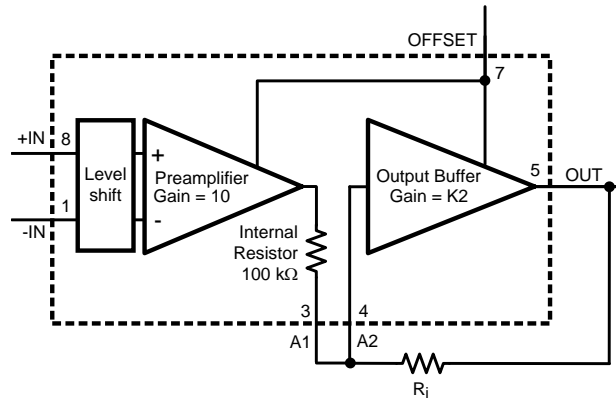 OFFSET
7
+IN
8
Level
shift
1
-IN
+
-
Preamplifier
Gain = 10
Output Buffer
Gain = K2
5
OUT
Internal
Resistor
100 kΩ
3
4
A1
A2
Ri